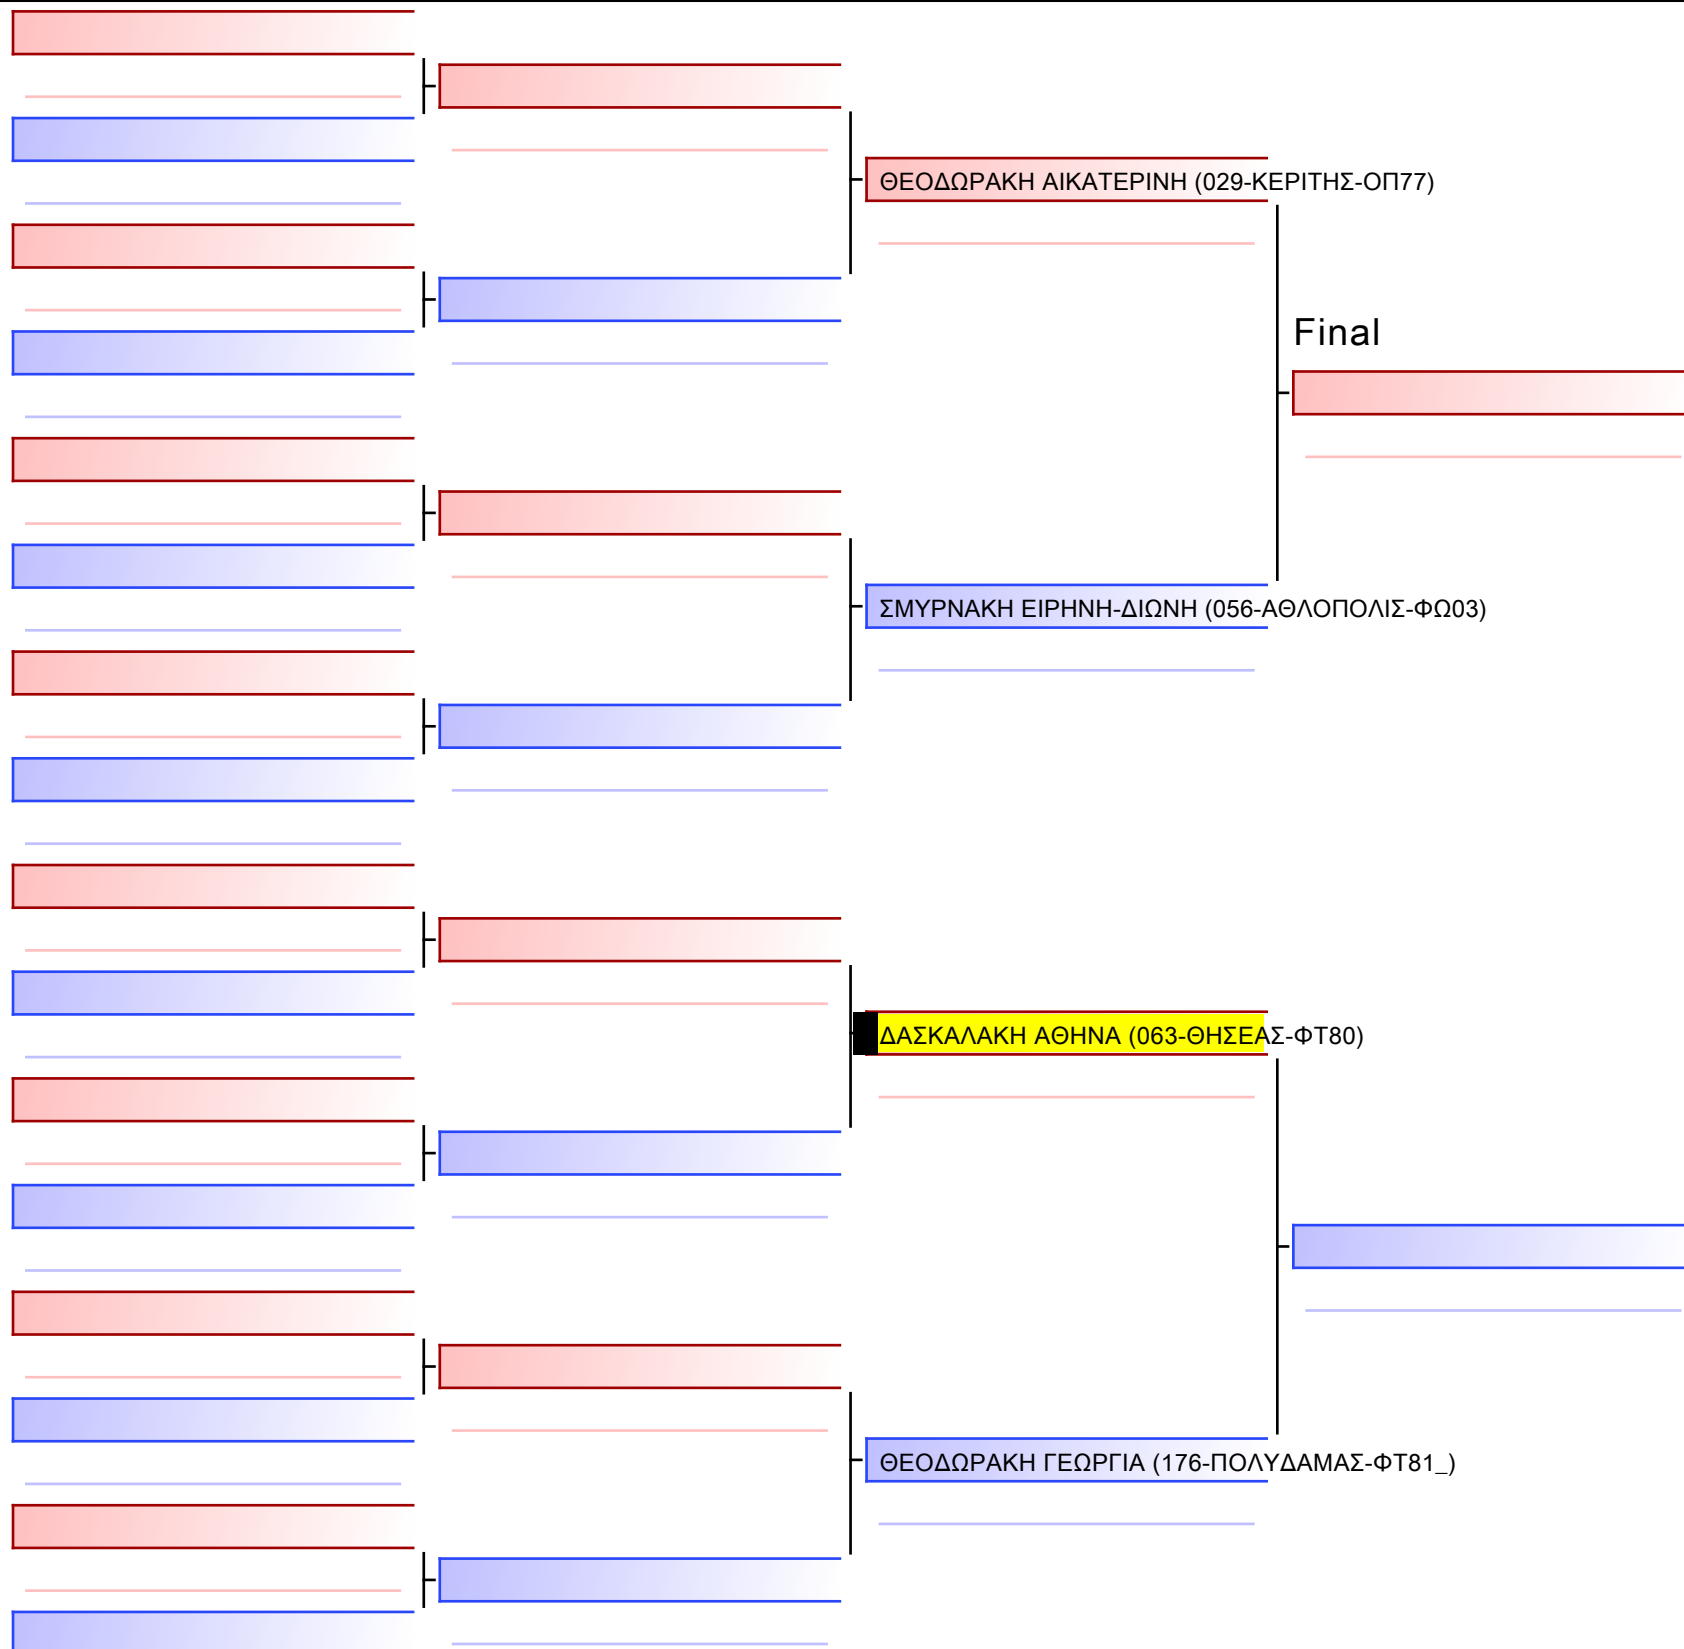 ΘΕΟΔΩΡΑΚΗ ΑΙΚΑΤΕΡΙΝΗ (029-ΚΕΡΙΤΗΣ-ΟΠ77)
Final
ΣΜΥΡΝΑΚΗ ΕΙΡΗΝΗ-ΔΙΩΝΗ (056-ΑΘΛΟΠΟΛΙΣ-ΦΩ03)
ΔΑΣΚΑΛΑΚΗ ΑΘΗΝΑ (063-ΘΗΣΕΑΣ-ΦΤ80)
ΘΕΟΔΩΡΑΚΗ ΓΕΩΡΓΙΑ (176-ΠΟΛΥΔΑΜΑΣ-ΦΤ81_)